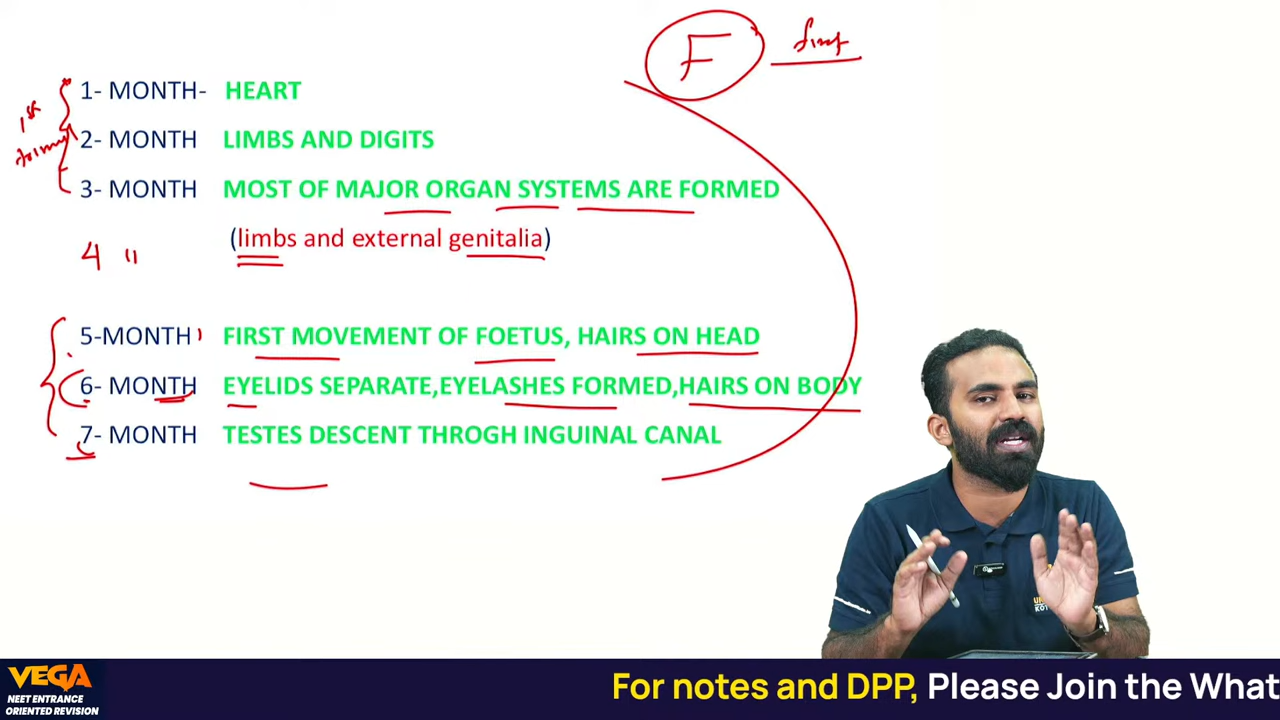 F first
1- MONTH- HEART
1st
2- MONTH LIMBS AND DIGITS
3- MONTH MOST OF MAJOR ORGAN SYSTEMS ARE FORMED
4 " (limbs and external genitalia)
5-MONTH FIRST MOVEMENT OF FOETUS, HAIRS ON HEAD
6- MONTH EYELIDS SEPARATE,EYELASHES FORMED,HAIRS ON BODY
7- MONTH TESTES DESCENT THROGH INGUINAL CANAL
VEGA
NEET ENTRANCE
ORIENTED REVISION
For notes and DPP, Please Join the What